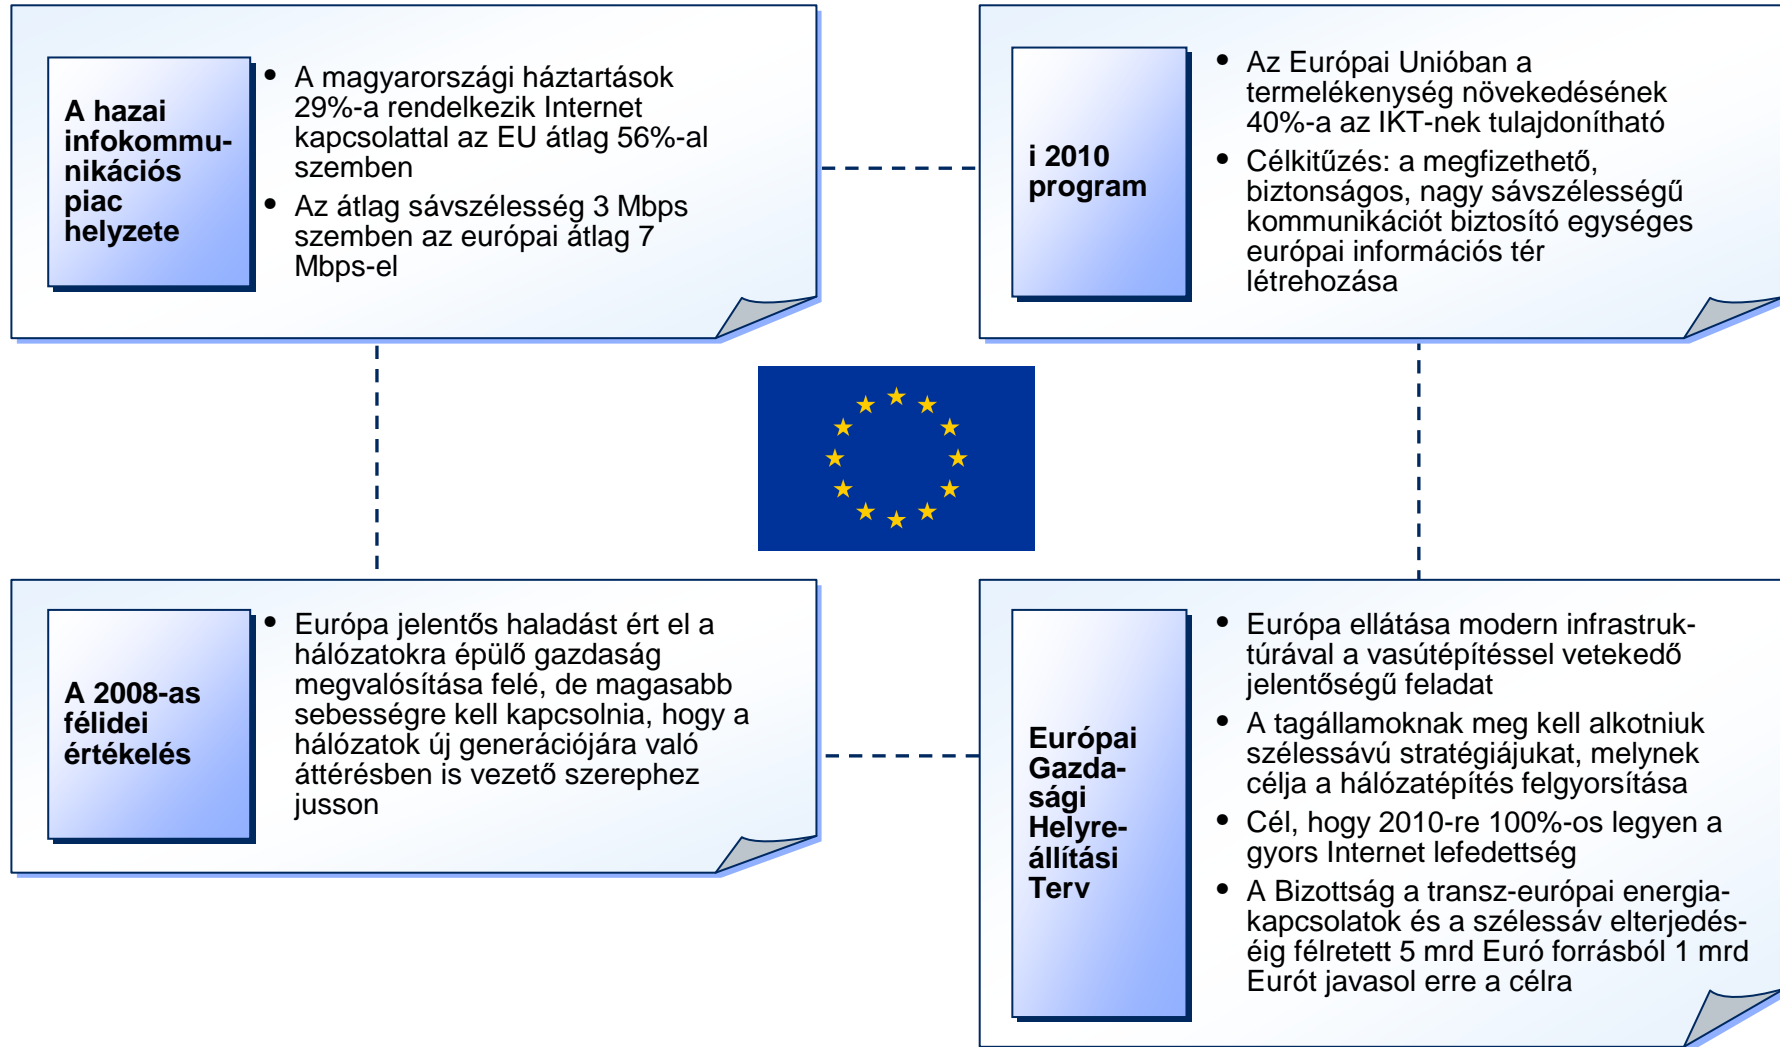 A hazai
infokommu-
nikációs
piac
helyzete
• A magyarországi háztartások
29%-a rendelkezik Internet
kapcsolattal az EU átlag 56%-al
szemben
• Az átlag sávszélesség 3 Mbps
szemben az európai átlag 7
Mbps-el
i 2010
program
• Az Európai Unióban a
termelékenység növekedésének
40%-a az IKT-nek tulajdonítható
• Célkitűzés: a megfizethető,
biztonságos, nagy sávszélességű
kommunikációt biztosító egységes
európai információs tér
létrehozása
A 2008-as
félidei
értékelés
• Európa jelentős haladást ért el a
hálózatokra épülő gazdaság
megvalósítása felé, de magasabb
sebességre kell kapcsolnia, hogy a
hálózatok új generációjára való
áttérésben is vezető szerephez
jusson
Európai
Gazda-
sági
Helyre-
állítási
Terv
• Európa ellátása modern infrastruk-
túrával a vasútépítéssel vetekedő
jelentőségű feladat
• A tagállamoknak meg kell alkotniuk
szélessávú stratégiájukat, melynek
célja a hálózatépítés felgyorsítása
• Cél, hogy 2010-re 100%-os legyen a
gyors Internet lefedettség
• A Bizottság a transz-európai energia-
kapcsolatok és a szélessáv elterjedés-
éig félretett 5 mrd Euró forrásból 1 mrd
Eurót javasol erre a célra